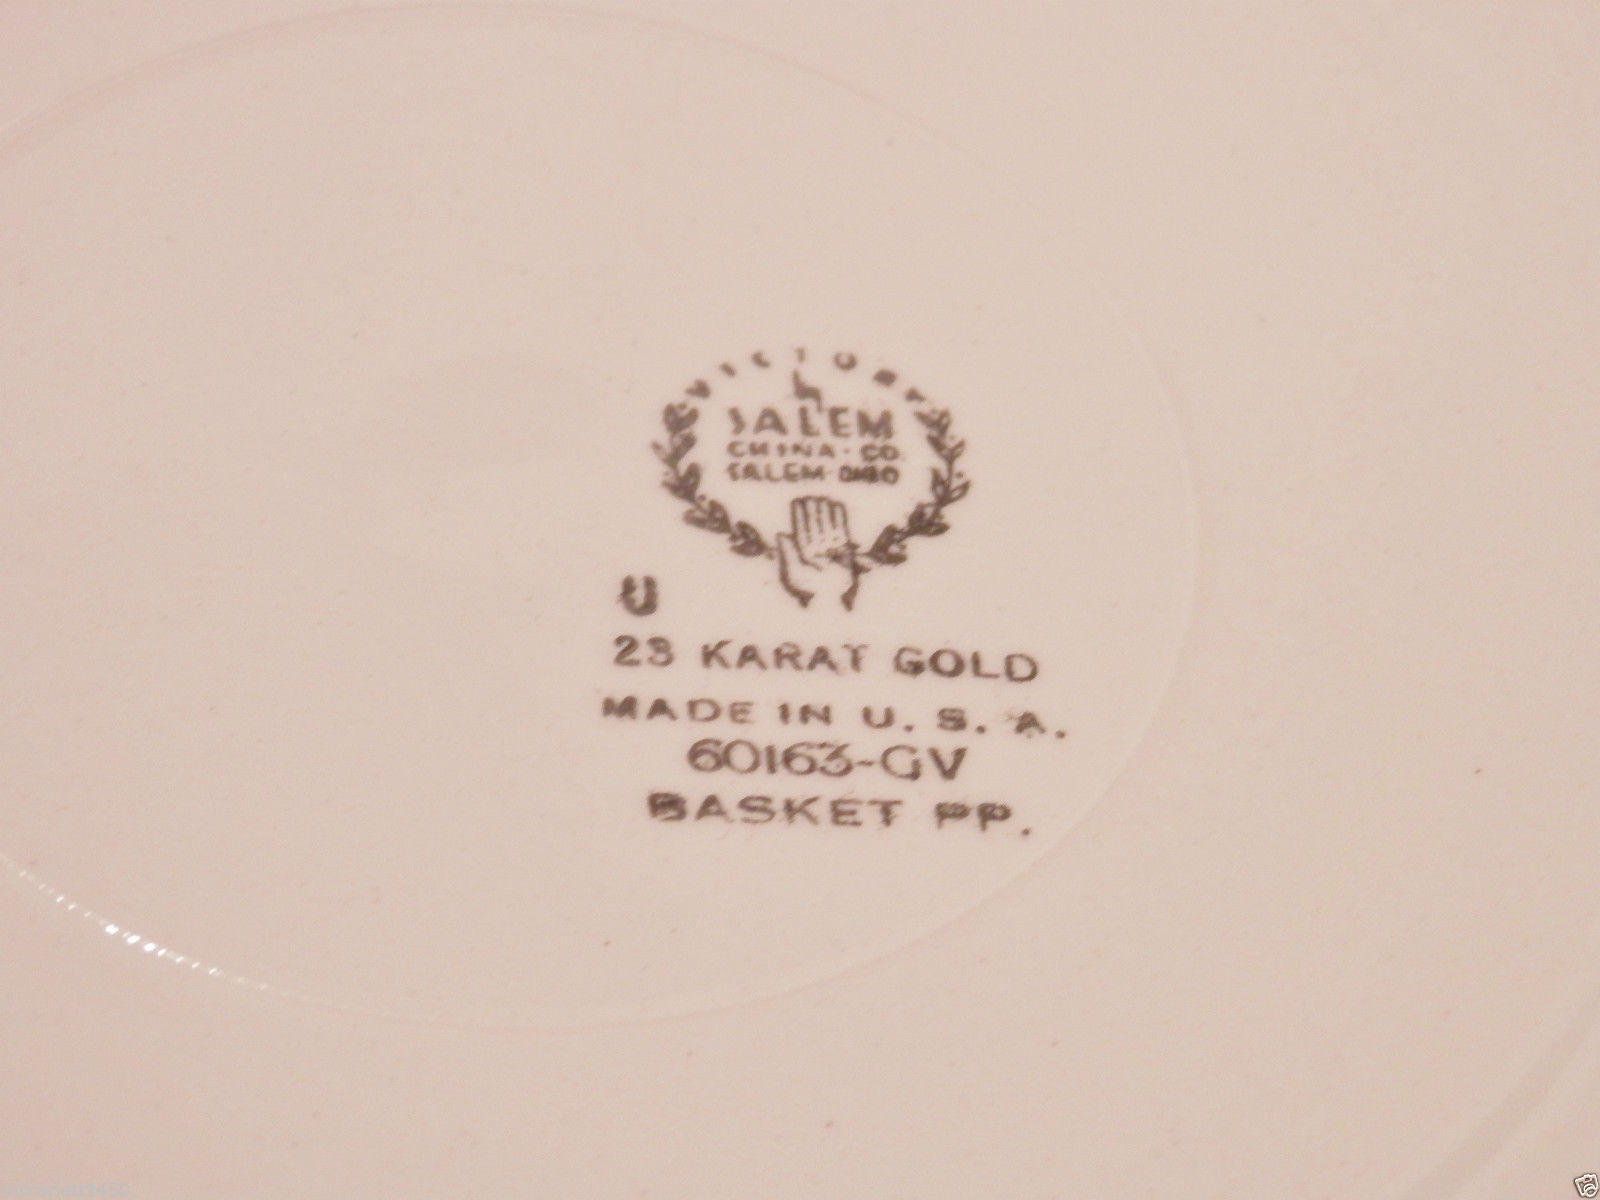 VICTORY
SALEM
CHINA · CO.
SALEM · OHIO
U
23 KARAT GOLD
MADE IN U. S. A.
60163-GV
BASKET PP.